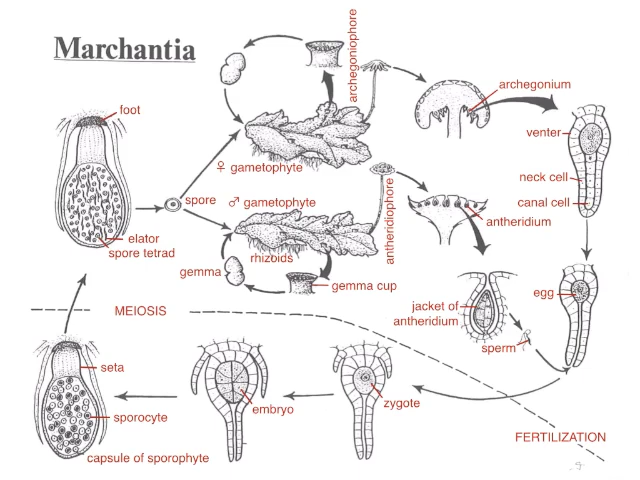 Marchantia
archegoniophore
archegonium
foot
venter
♀ gametophyte
neck cell
spore
♂ gametophyte
canal cell
antheridiophore
antheridium
elator
spore tetrad
rhizoids
gemma
gemma cup
egg
jacket of
antheridium
MEIOSIS
sperm
seta
zygote
embryo
sporocyte
FERTILIZATION
capsule of sporophyte